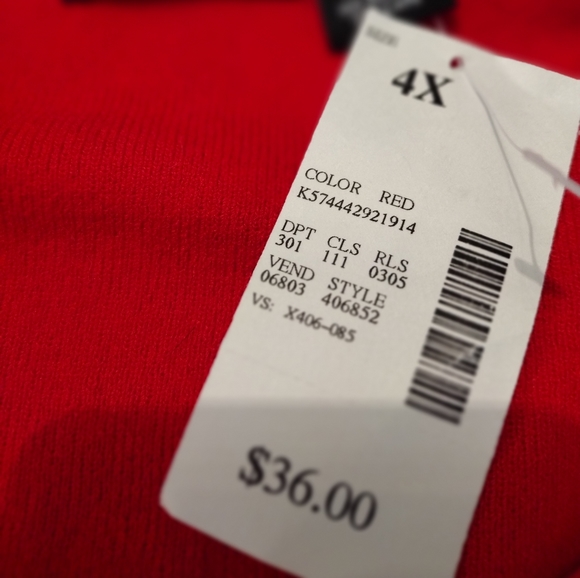 SIZE:
4X
COLOR RED
K574442921914
DPT CLS RLS
301 111 0305
VEND STYLE
06803 406852
VS: X406-085
$36.00